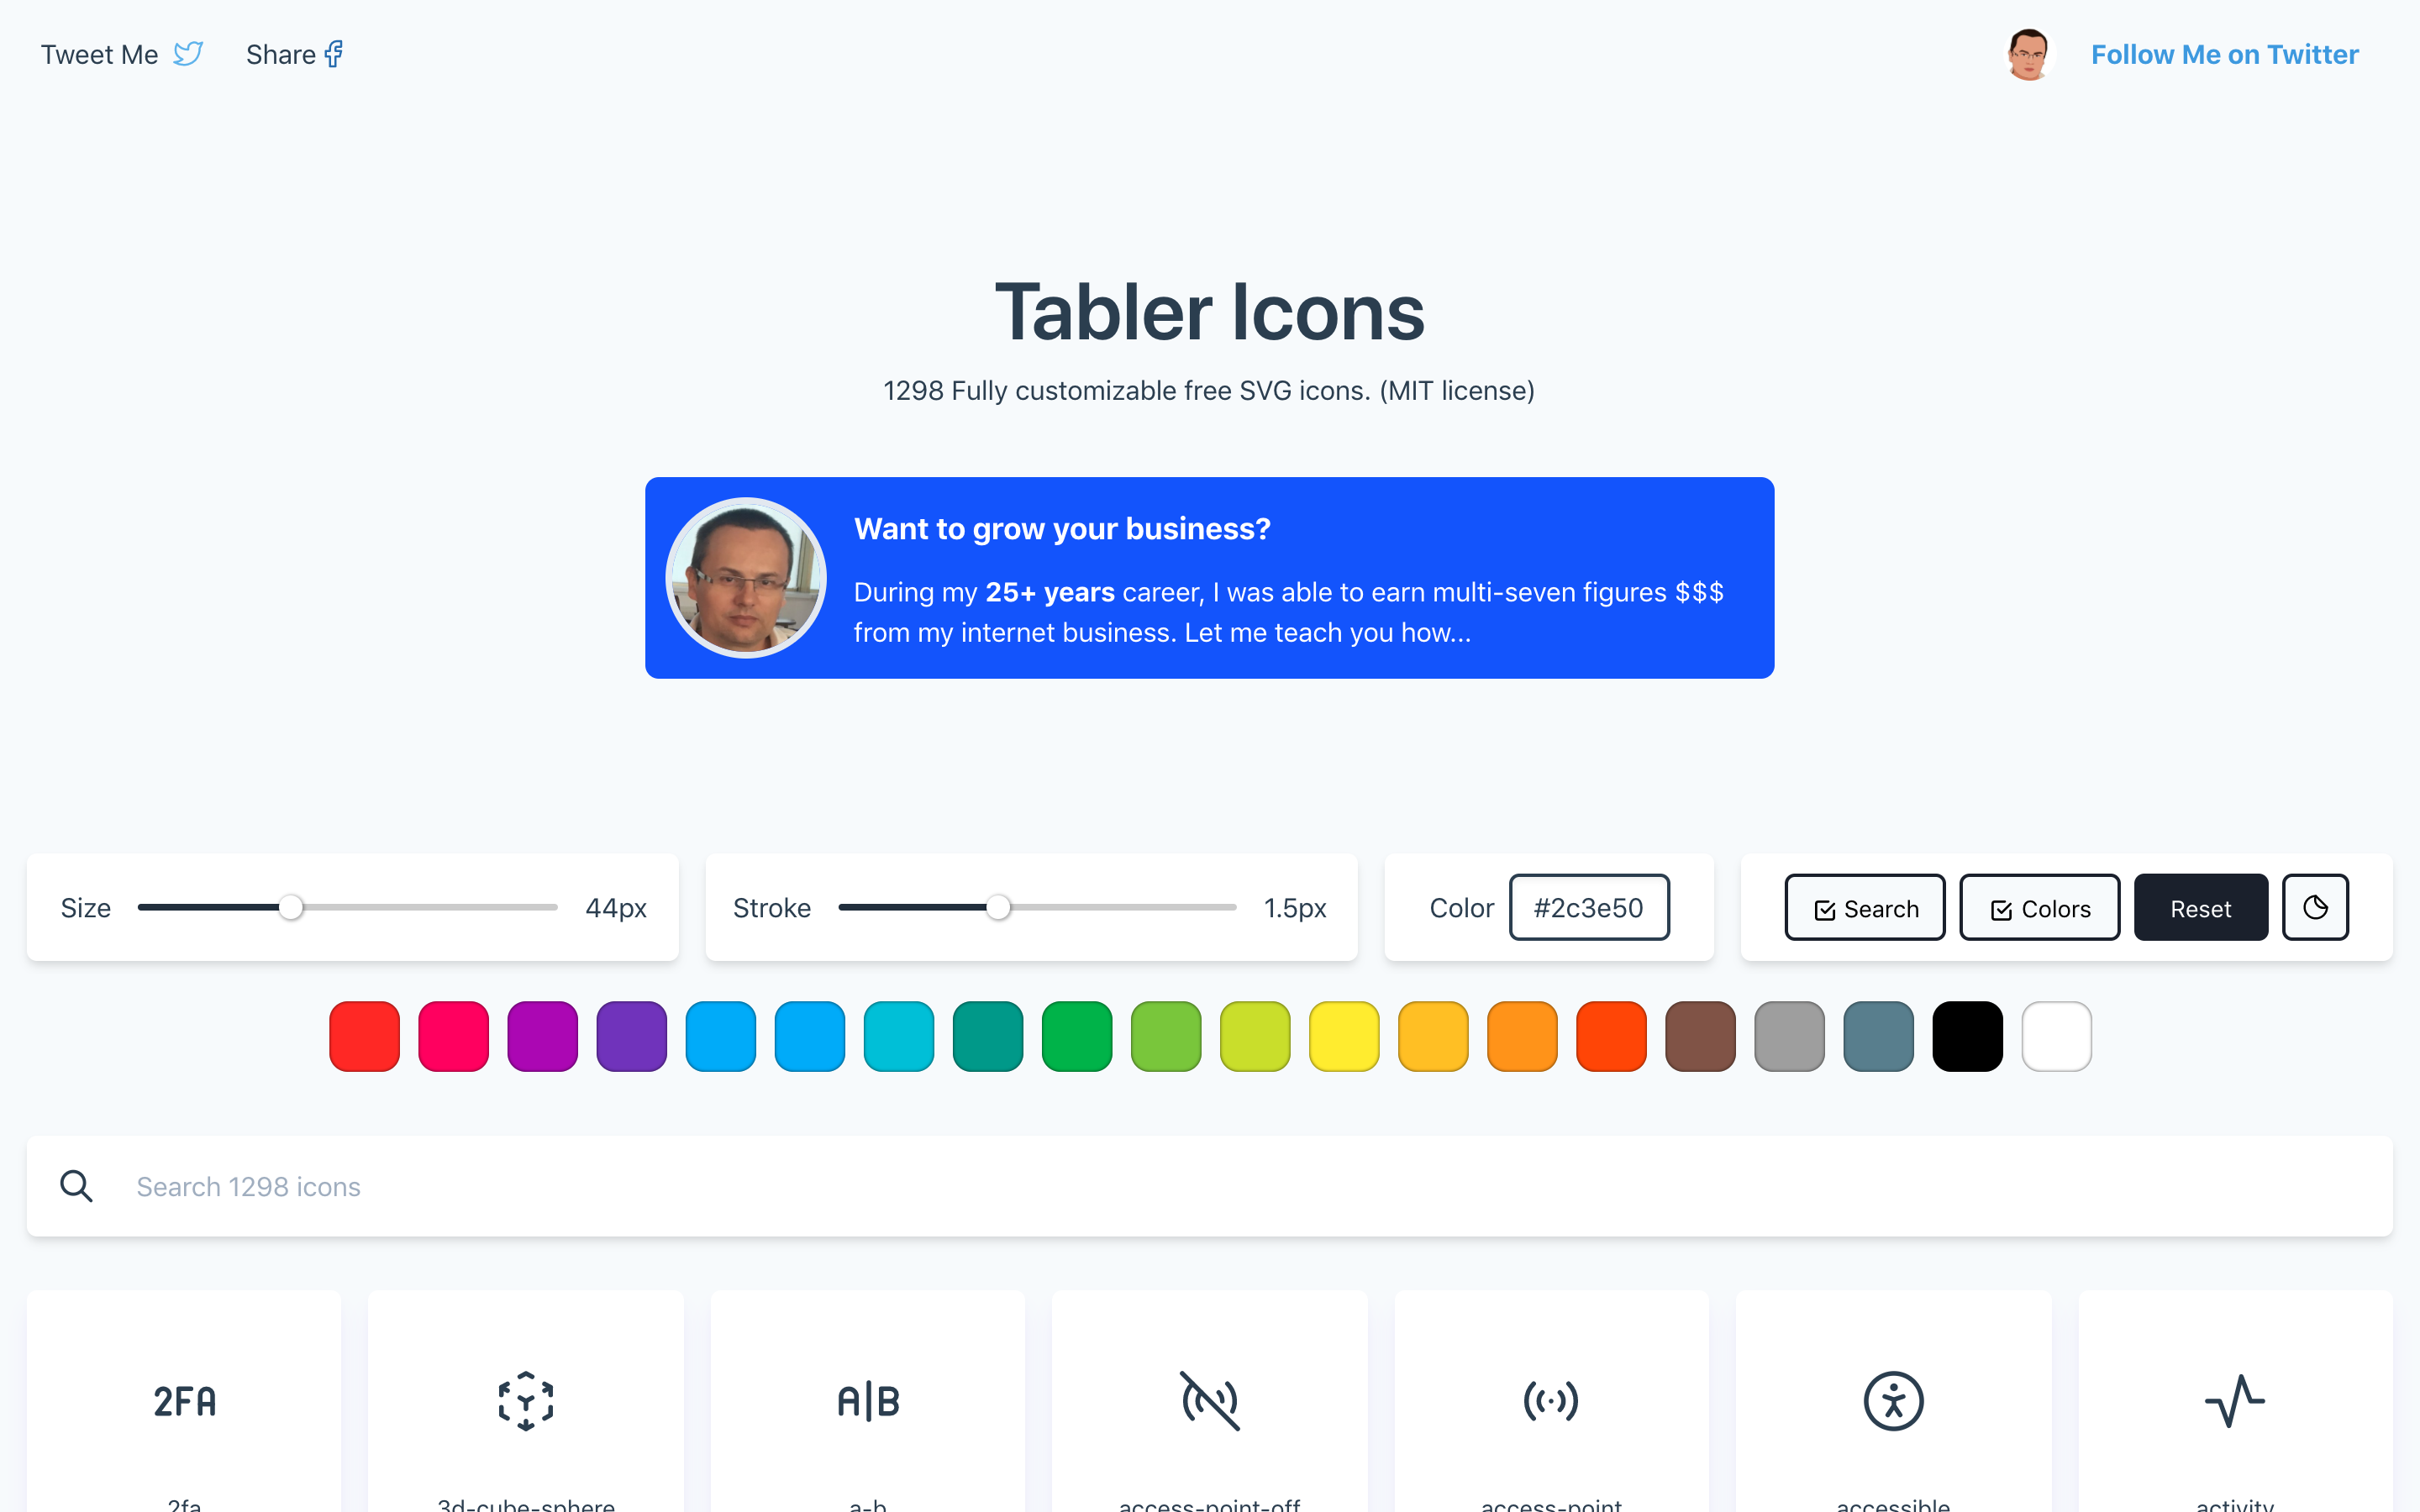 Tweet Me
Share
Follow Me on Twitter
Tabler Icons
1298 Fully customizable free SVG icons. (MIT license)
Want to grow your business?
During my 25+ years career, I was able to earn multi-seven figures $$$
from my internet business. Let me teach you how...
Size
44px
Stroke
1.5px
Color
#2c3e50
Search
Colors
Reset
Search 1298 icons
2FA
A|B
2fa
3d-cube-sphere
a-b
access-point-off
access-point
accessible
activity